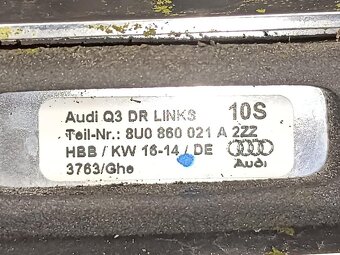 Audi Q3 DR LINKS 10S
Teil-Nr.: 8U0 860 021 A 2ZZ
HBB / KW 16-14 / DE
3763/Ghe Audi